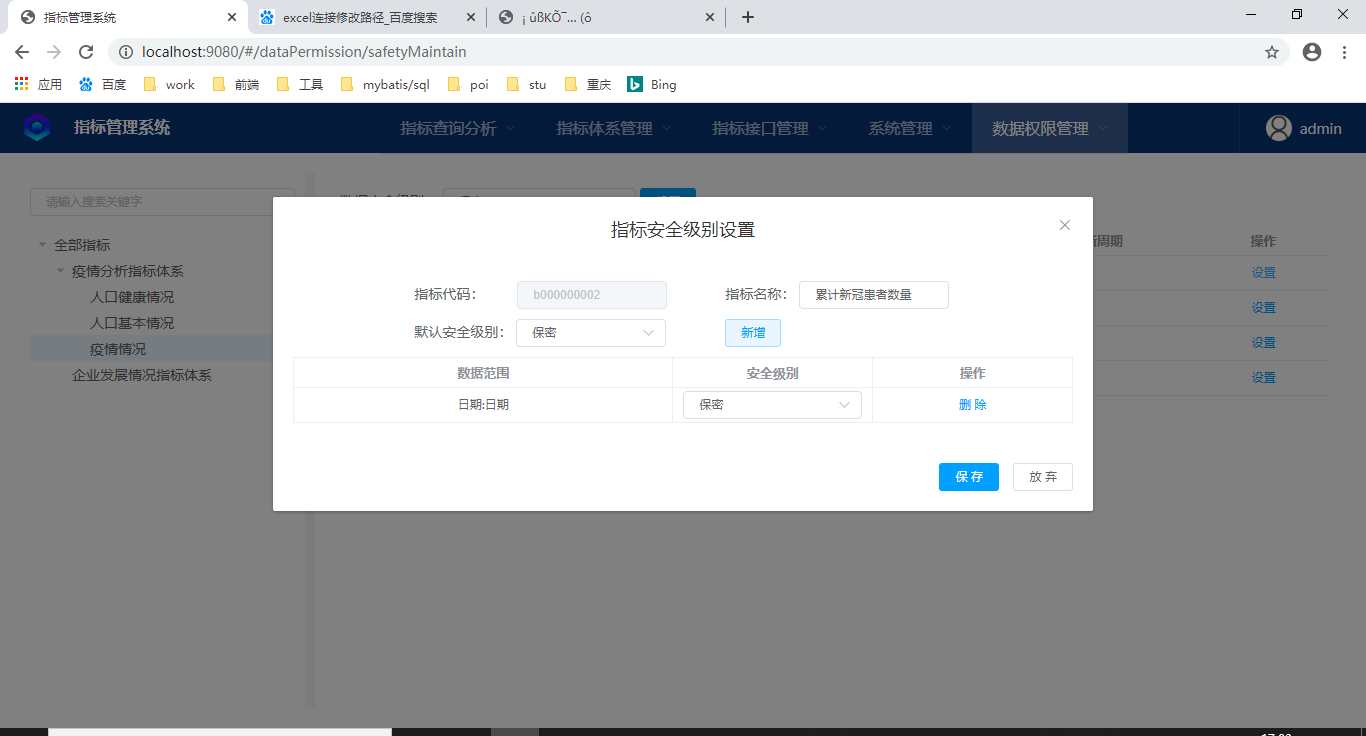 指标管理系统
excel连接修改路径_百度搜索
¡ ûßKÕ¯... (ô
localhost:9080/#/dataPermission/safetyMaintain
应用
百度
work
前端
工具
mybatis/sql
poi
stu
重庆
Bing
指标管理系统
指标查询分析
指标体系管理
指标接口管理
系统管理
数据权限管理
admin
请输入搜索关键字
全部指标
疫情分析指标体系
人口健康情况
人口基本情况
疫情情况
企业发展情况指标体系
周期
操作
设置
设置
设置
设置
指标安全级别设置
指标代码：
b000000002
指标名称：
累计新冠患者数量
默认安全级别：
保密
新增
数据范围
安全级别
操作
日期:日期
保密
删 除
保 存
放 弃